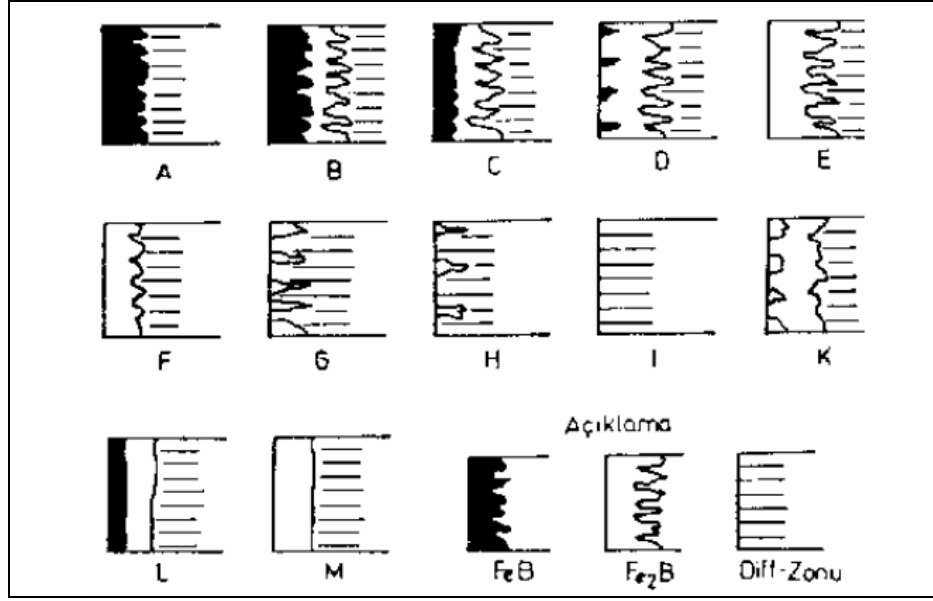 A B C D E
F G H I K
L M
Açıklama
FeB Fe₂B Diff-Zonu